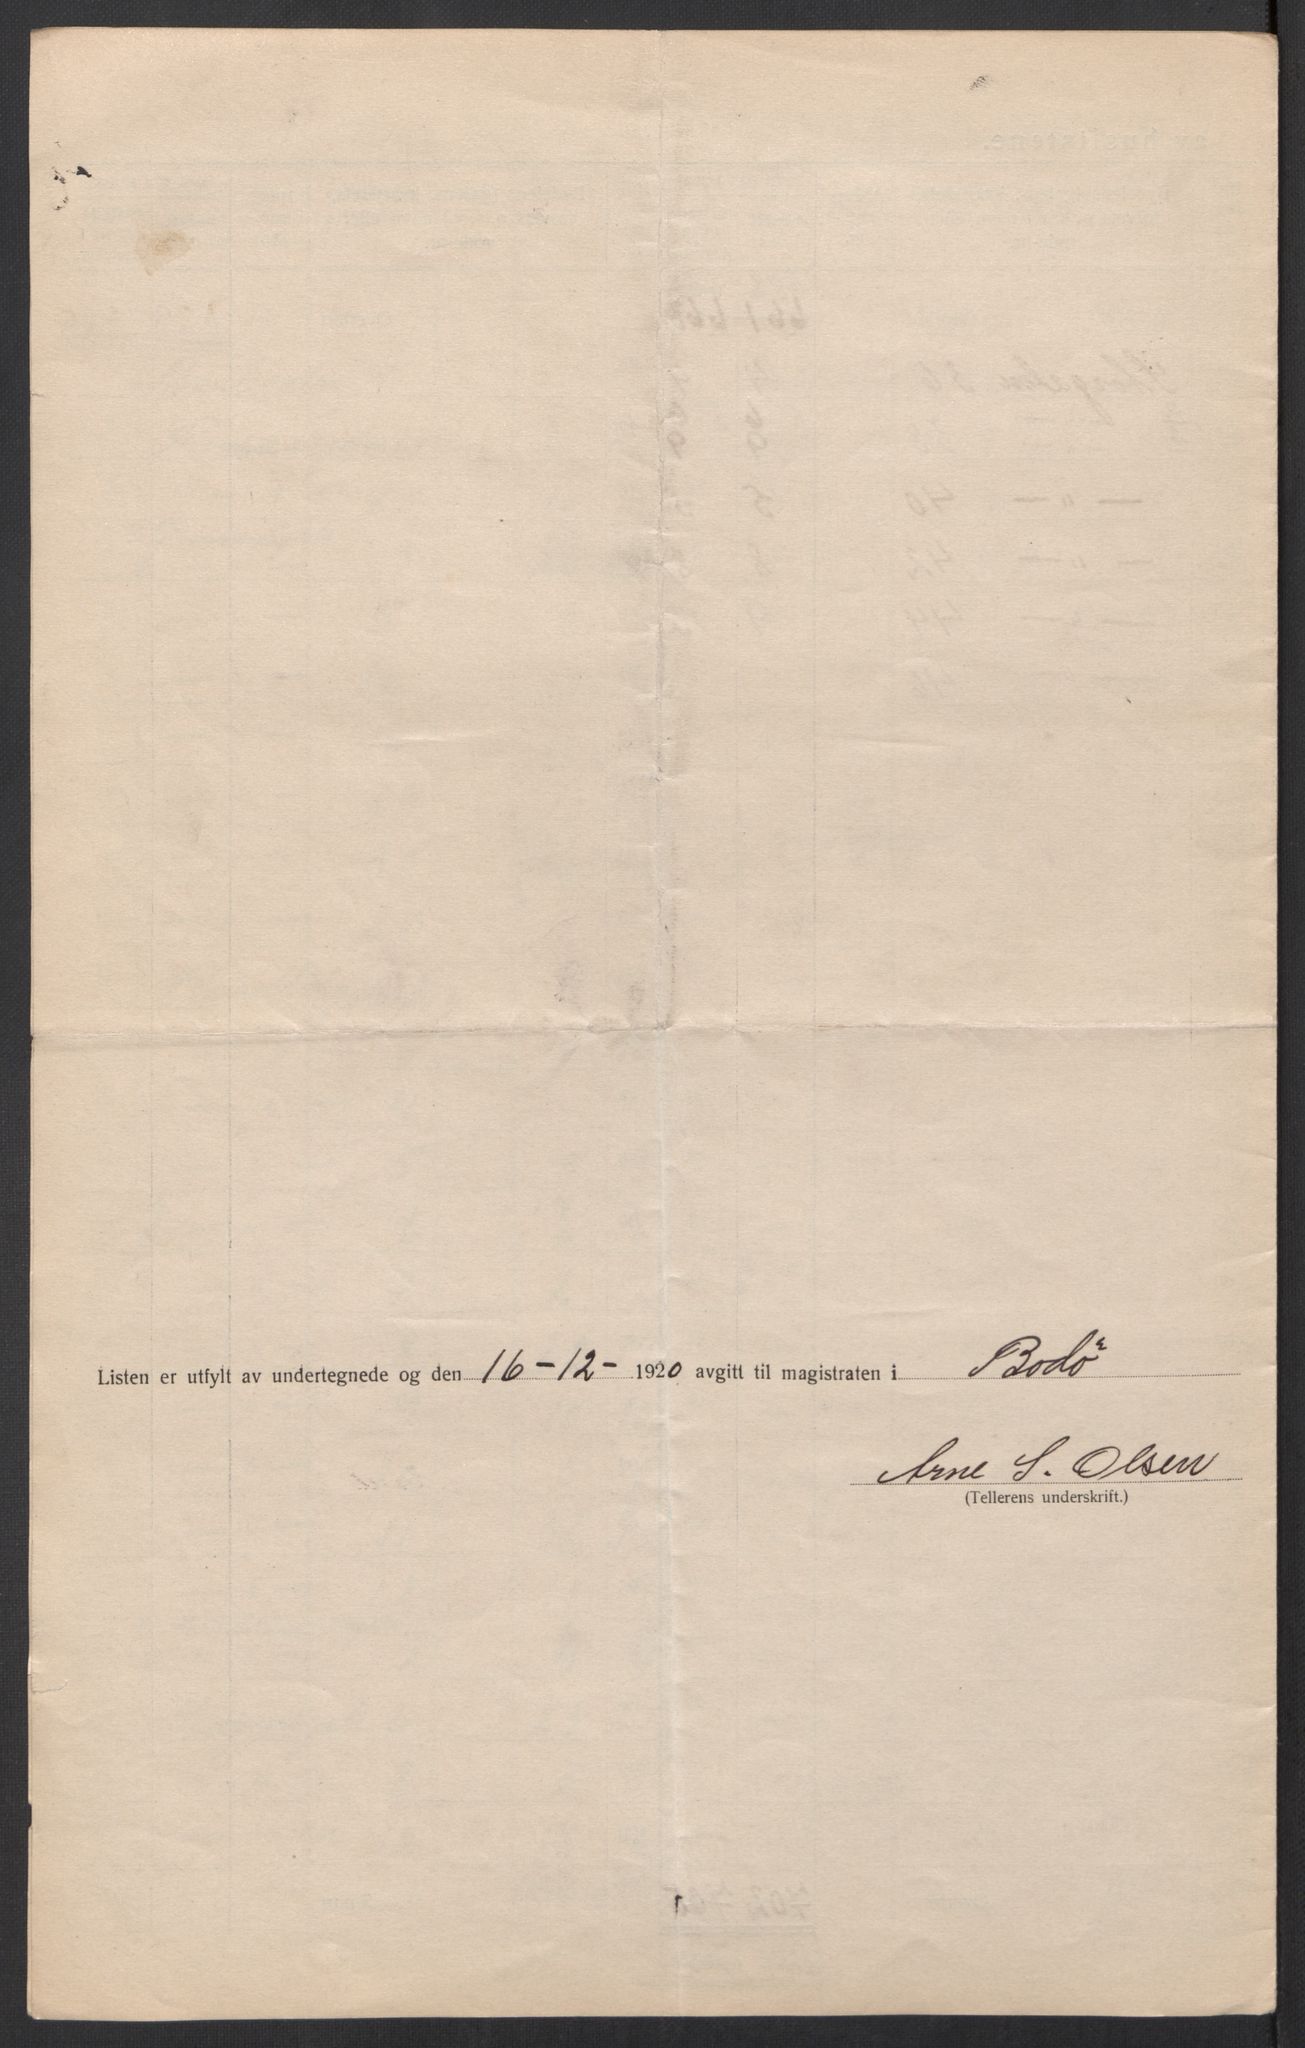 Listen er utfylt av undertegnede og den 16-12- 1920 avgitt til magistraten i Bodø
Arne S. Olsen
(Tellerens underskrift.)